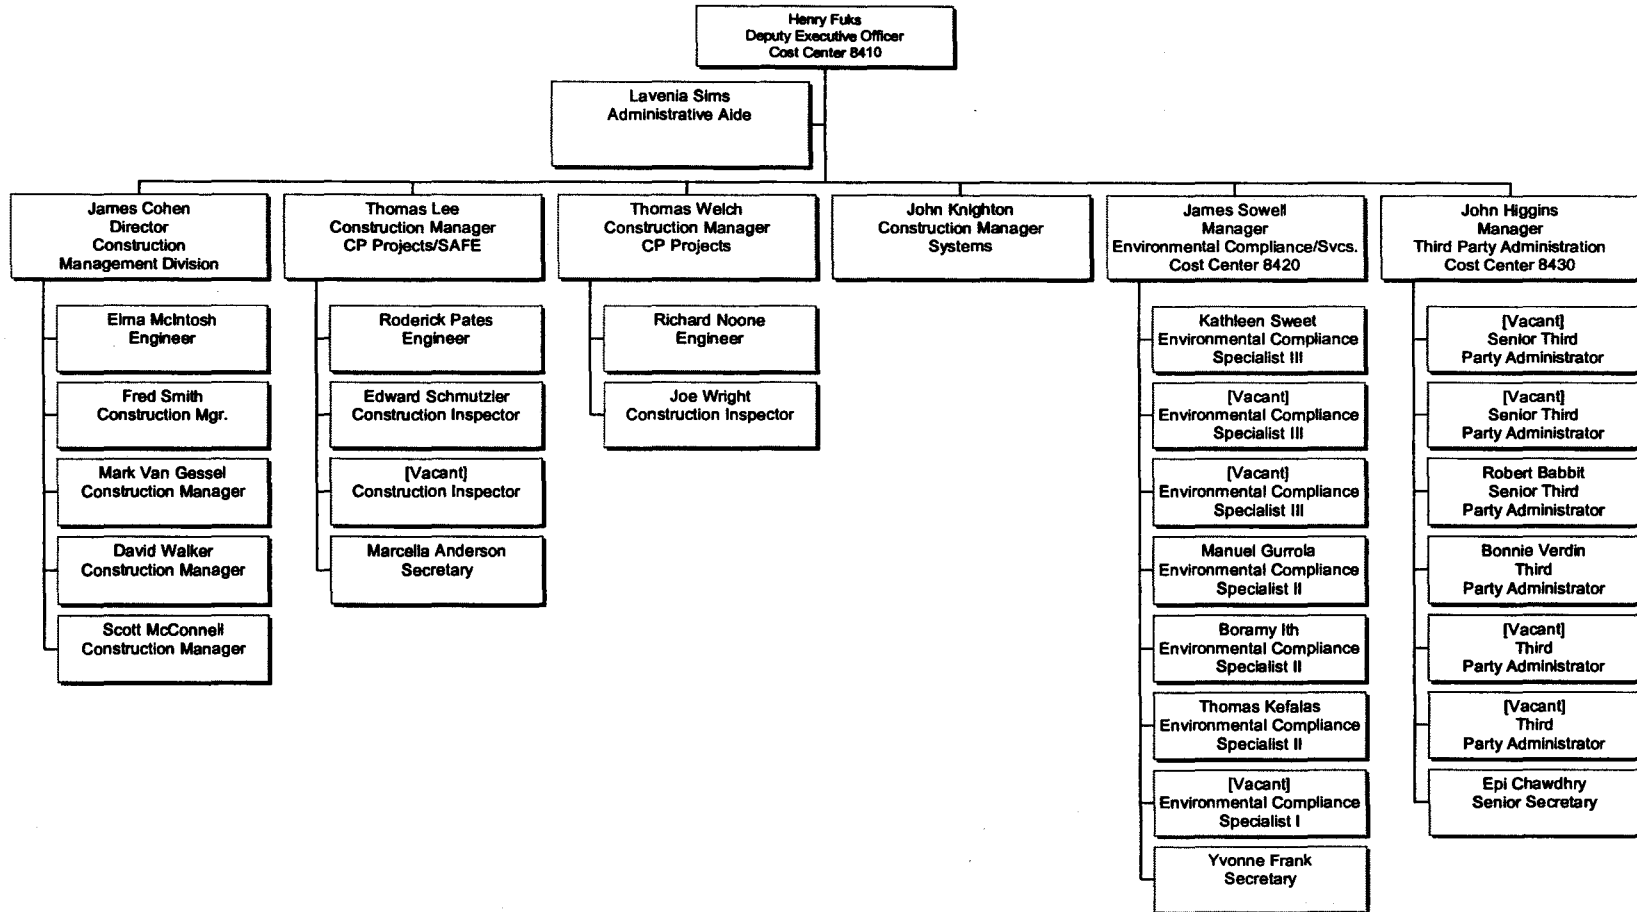 Henry Fuks
Deputy Executive Officer
Cost Center 8410
Lavenia Sims
Administrative Aide
James Cohen
Director
Construction
Management Division
Elma McIntosh
Engineer
Fred Smith
Construction Mgr.
Mark Van Gessel
Construction Manager
David Walker
Construction Manager
Scott McConnell
Construction Manager
Thomas Lee
Construction Manager
CP Projects/SAFE
Roderick Pates
Engineer
Edward Schmutzler
Construction Inspector
[Vacant]
Construction Inspector
Marcella Anderson
Secretary
Thomas Welch
Construction Manager
CP Projects
Richard Noone
Engineer
Joe Wright
Construction Inspector
John Knighton
Construction Manager
Systems
James Sowell
Manager
Environmental Compliance/Svcs.
Cost Center 8420
Kathleen Sweet
Environmental Compliance
Specialist III
[Vacant]
Environmental Compliance
Specialist III
[Vacant]
Environmental Compliance
Specialist III
Manuel Gurrola
Environmental Compliance
Specialist II
Boramy Ith
Environmental Compliance
Specialist II
Thomas Kefalas
Environmental Compliance
Specialist II
[Vacant]
Environmental Compliance
Specialist I
Yvonne Frank
Secretary
John Higgins
Manager
Third Party Administration
Cost Center 8430
[Vacant]
Senior Third
Party Administrator
[Vacant]
Senior Third
Party Administrator
Robert Babbit
Senior Third
Party Administrator
Bonnie Verdin
Third
Party Administrator
[Vacant]
Third
Party Administrator
[Vacant]
Third
Party Administrator
Epi Chawdhry
Senior Secretary